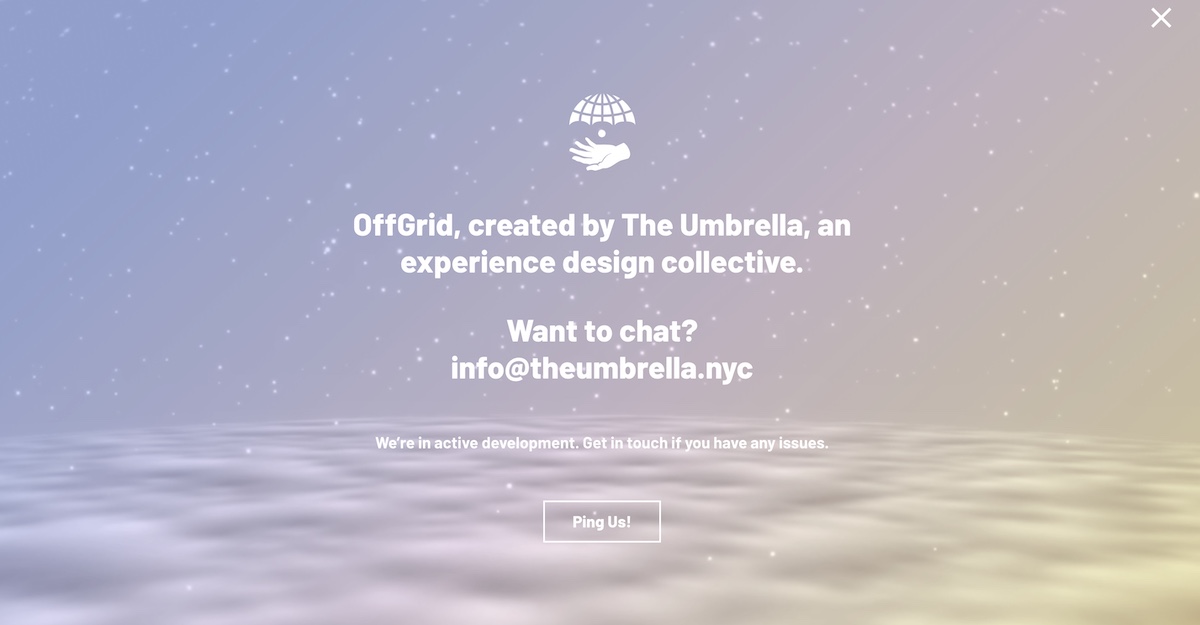 OffGrid, created by The Umbrella, an
experience design collective.
Want to chat?
info@theumbrella.nyc
We're in active development. Get in touch if you have any issues.
Ping Us!